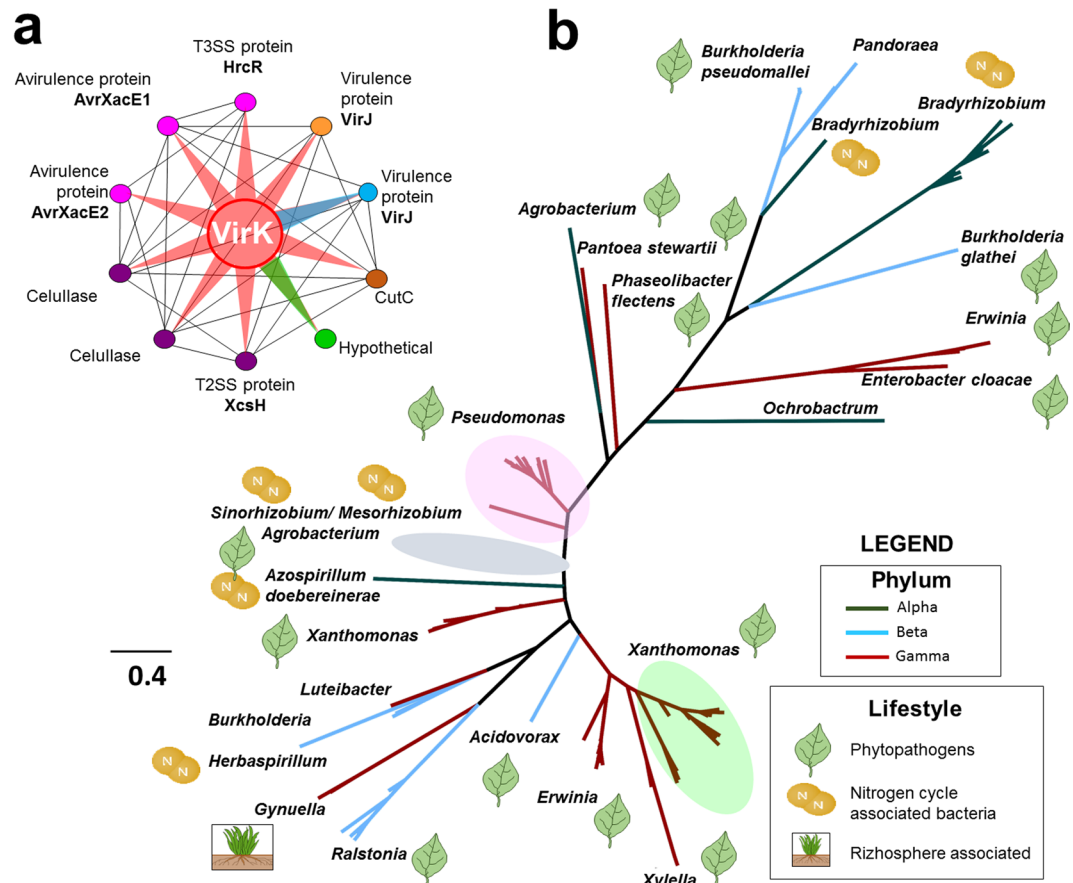 a
T3SS protein
HrcR
Avirulence protein
AvrXacE1
Virulence
protein
VirJ
Avirulence
protein
AvrXacE2
Virulence
protein
VirJ
VirK
Celullase
CutC
Celullase
Hypothetical
T2SS protein
XcsH
b
Burkholderia
pseudomallei
Pandoraea
N N
Bradyrhizobium
Bradyrhizobium
N N
Agrobacterium
Pantoea stewartii
Phaseolibacter
flectens
Burkholderia
glathei
Erwinia
Enterobacter cloacae
Ochrobactrum
Pseudomonas
N N
N N
Sinorhizobium/ Mesorhizobium
Agrobacterium
N N
Azospirillum
doebereinerae
Xanthomonas
0.4
Luteibacter
Burkholderia
N N
Herbaspirillum
Gynuella
Ralstonia
Acidovorax
Erwinia
Xanthomonas
Xylella
LEGEND
Phylum
Alpha
Beta
Gamma
Lifestyle
Phytopathogens
N N
Nitrogen cycle
associated bacteria
Rizhosphere associated